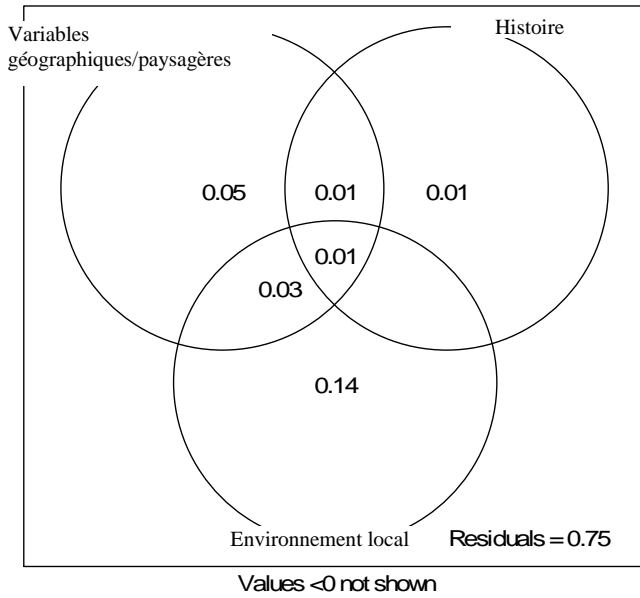 Variables
géographiques/paysagères
Histoire
0.05
0.01
0.01
0.01
0.03
0.14
Environnement local
Residuals = 0.75
Values <0 not shown